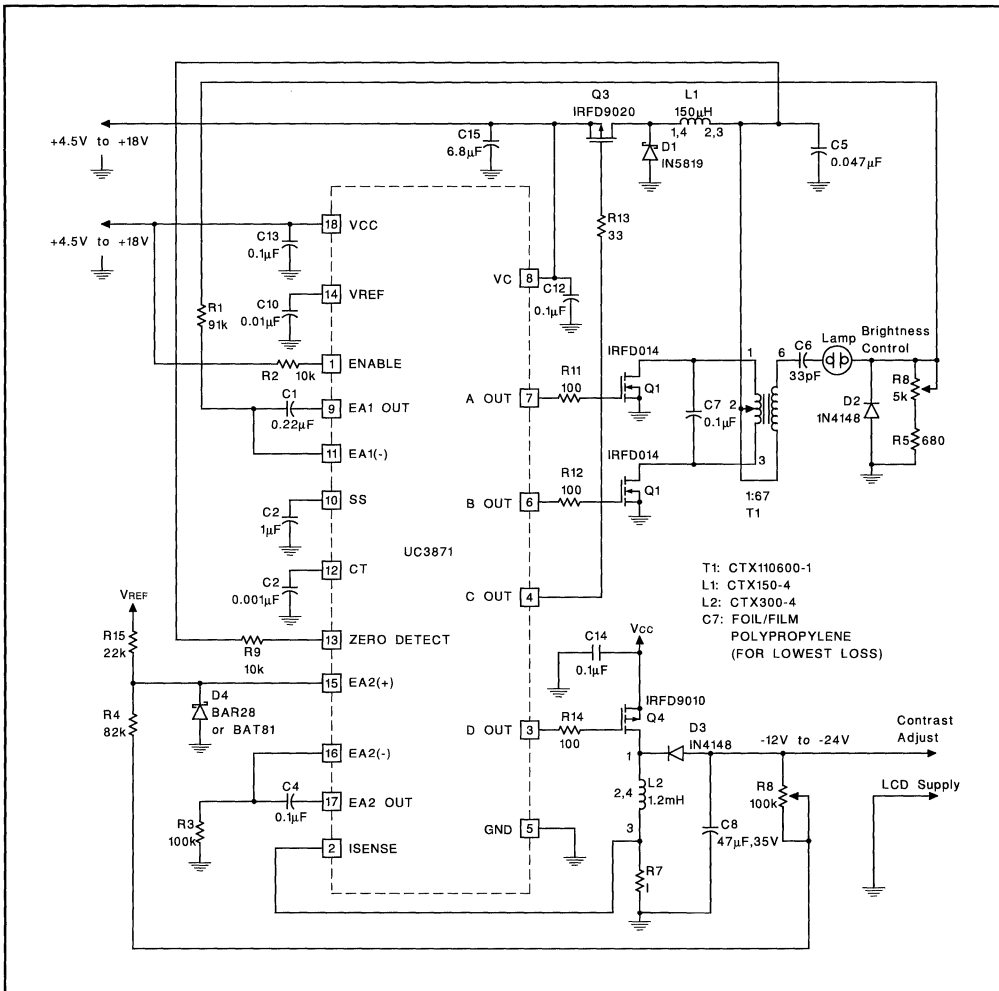 Q3
IRFD9020
L1
150µH
1,4 2,3
+4.5V to +18V
C15
6.8µF
D1
IN5819
C5
0.047µF
R13
33
+4.5V to +18V
C13
0.1µF
18 VCC
VC 8
C12
0.1µF
R1
91k
C10
0.01µF
14 VREF
R2 10k
1 ENABLE
C1
0.22µF
9 EA1 OUT
11 EA1(-)
A OUT 7
R11
100
IRFD014
Q1
C7
0.1µF
1
2
3
6
C6
33pF
Lamp
Brightness
Control
D2
1N4148
R8
5k
R5 680
1:67
T1
C2
1µF
10 SS
B OUT 6
R12
100
IRFD014
Q1
UC3871
C2
0.001µF
12 CT
C OUT 4
T1: CTX110600-1
L1: CTX150-4
L2: CTX300-4
C7: FOIL/FILM
POLYPROPYLENE
(FOR LOWEST LOSS)
VREF
R15
22k
R9
10k
13 ZERO DETECT
15 EA2(+)
R4
82k
D4
BAR28
or BAT81
C14
0.1µF
Vcc
IRFD9010
Q4
D OUT 3
R14
100
D3
IN4148
-12V to -24V
Contrast
Adjust
16 EA2(-)
C4
0.1µF
17 EA2 OUT
R3
100k
1
2,4
L2
1.2mH
3
R8
100k
LCD Supply
2 ISENSE
GND 5
C8
47µF,35V
R7
I